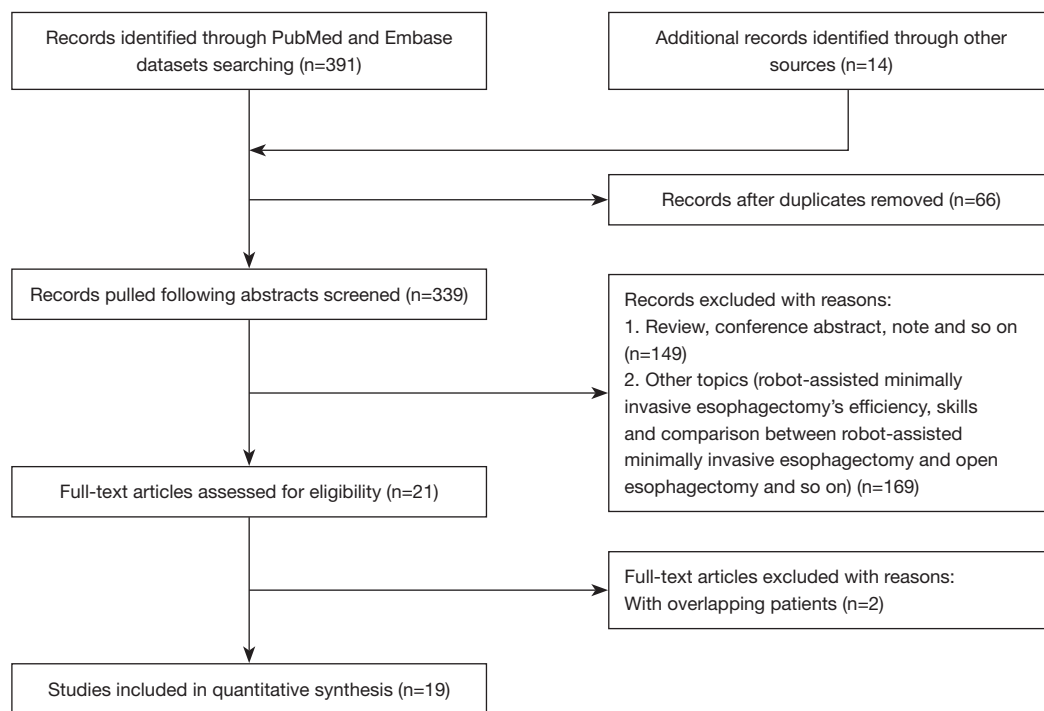 Records identified through PubMed and Embase
datasets searching (n=391)
Additional records identified through other
sources (n=14)
Records after duplicates removed (n=66)
Records pulled following abstracts screened (n=339)
Records excluded with reasons:
1. Review, conference abstract, note and so on
(n=149)
2. Other topics (robot-assisted minimally
invasive esophagectomy's efficiency, skills
and comparison between robot-assisted
minimally invasive esophagectomy and open
esophagectomy and so on) (n=169)
Full-text articles assessed for eligibility (n=21)
Full-text articles excluded with reasons:
With overlapping patients (n=2)
Studies included in quantitative synthesis (n=19)